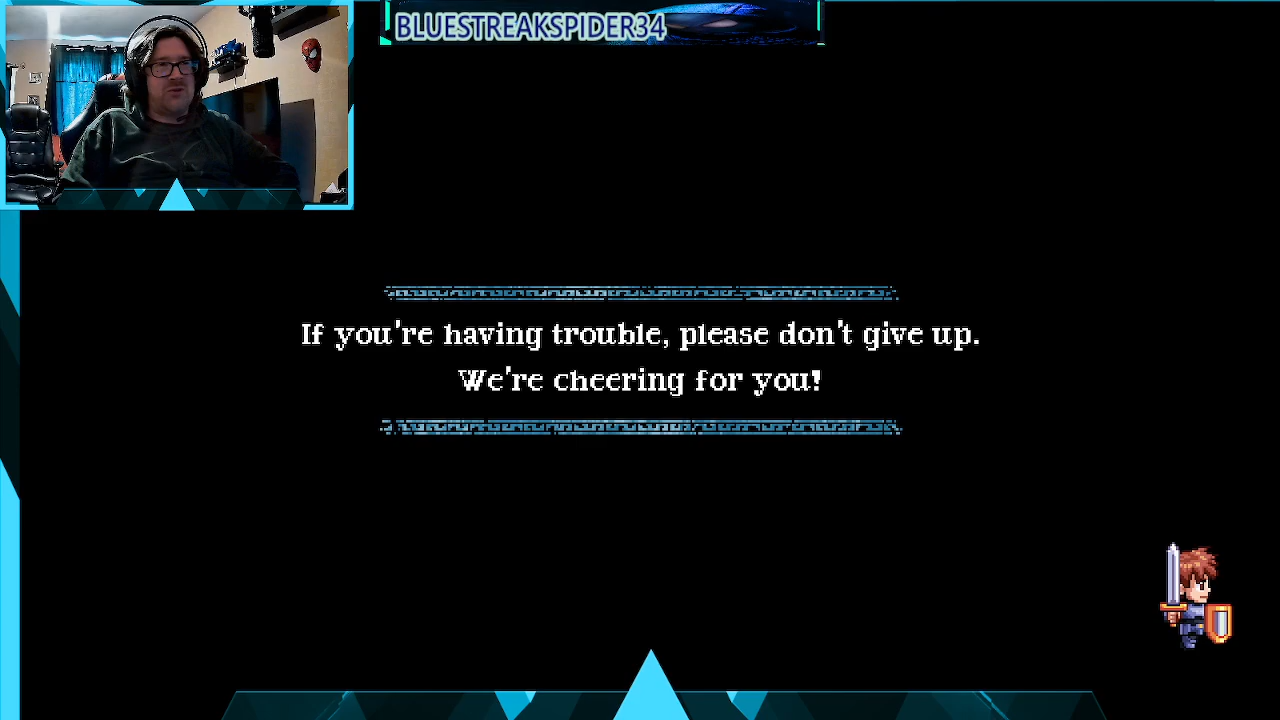 BLUESTREAKSPIDER34
If you're having trouble, please don't give up.
We're cheering for you!